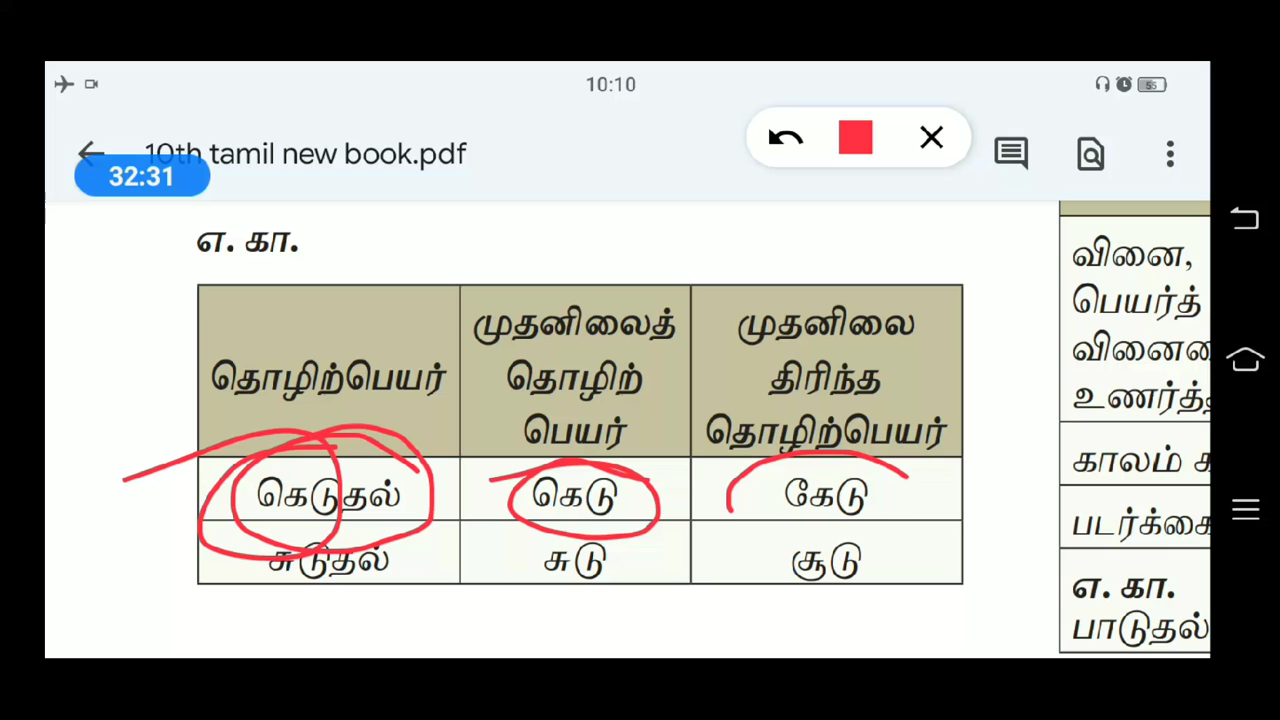 10:10
55
10th tamil new book.pdf
32:31
எ. கா.
தொழிற்பெயர்
முதனிலைத்
தொழிற்
பெயர்
முதனிலை
திரிந்த
தொழிற்பெயர்
கெடுதல் கெடு கேடு
சுடுதல் சுடு சூடு
வினை,
பெயர்த்
காலம்
எ. கா.
பாடுதல்